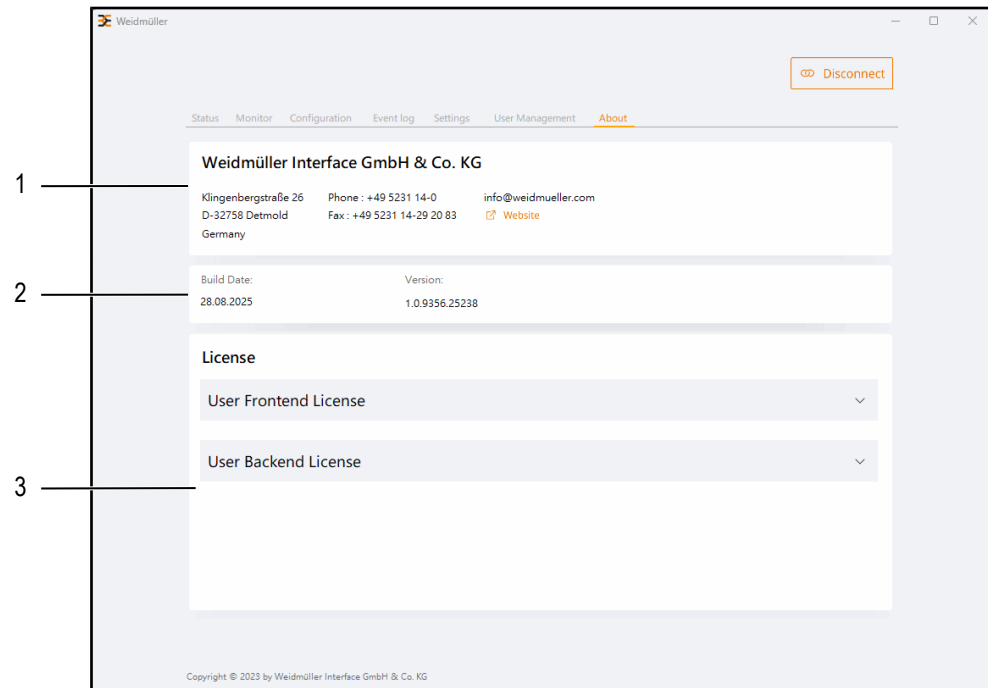 Weidmüller
Disconnect
Status Monitor Configuration Event log Settings User Management About
1
Weidmüller Interface GmbH & Co. KG
Klingenbergstraße 26 Phone : +49 5231 14-0 info@weidmueller.com
D-32758 Detmold Fax : +49 5231 14-29 20 83 Website
Germany
2
Build Date: Version:
28.08.2025 1.0.9356.25238
License
User Frontend License
User Backend License
3
Copyright © 2023 by Weidmüller Interface GmbH & Co. KG